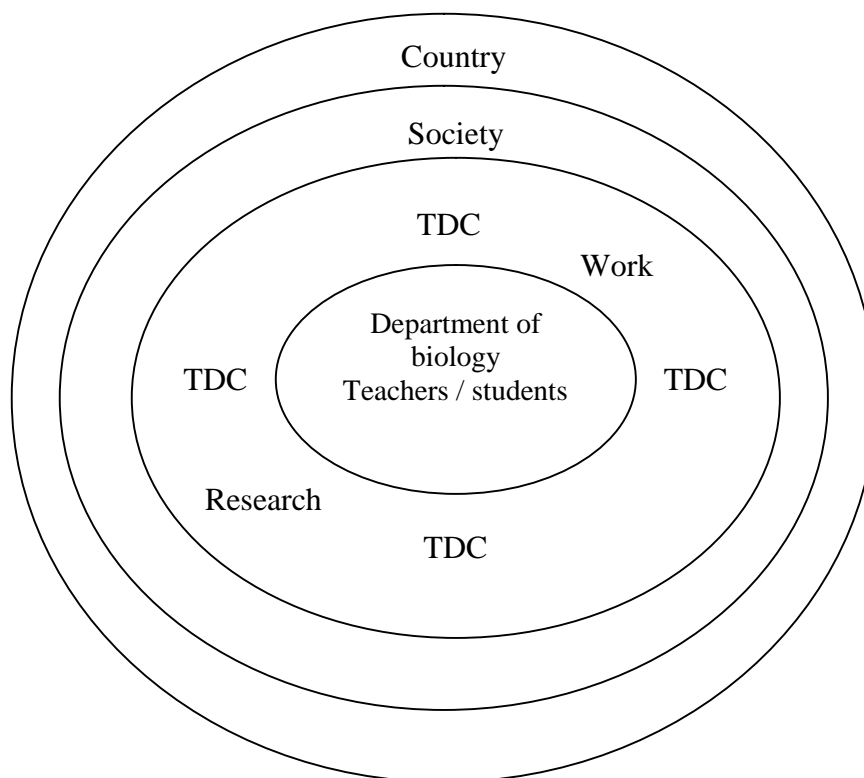 Country
Society
TDC
Work
Department of
biology
Teachers / students
TDC
TDC
Research
TDC